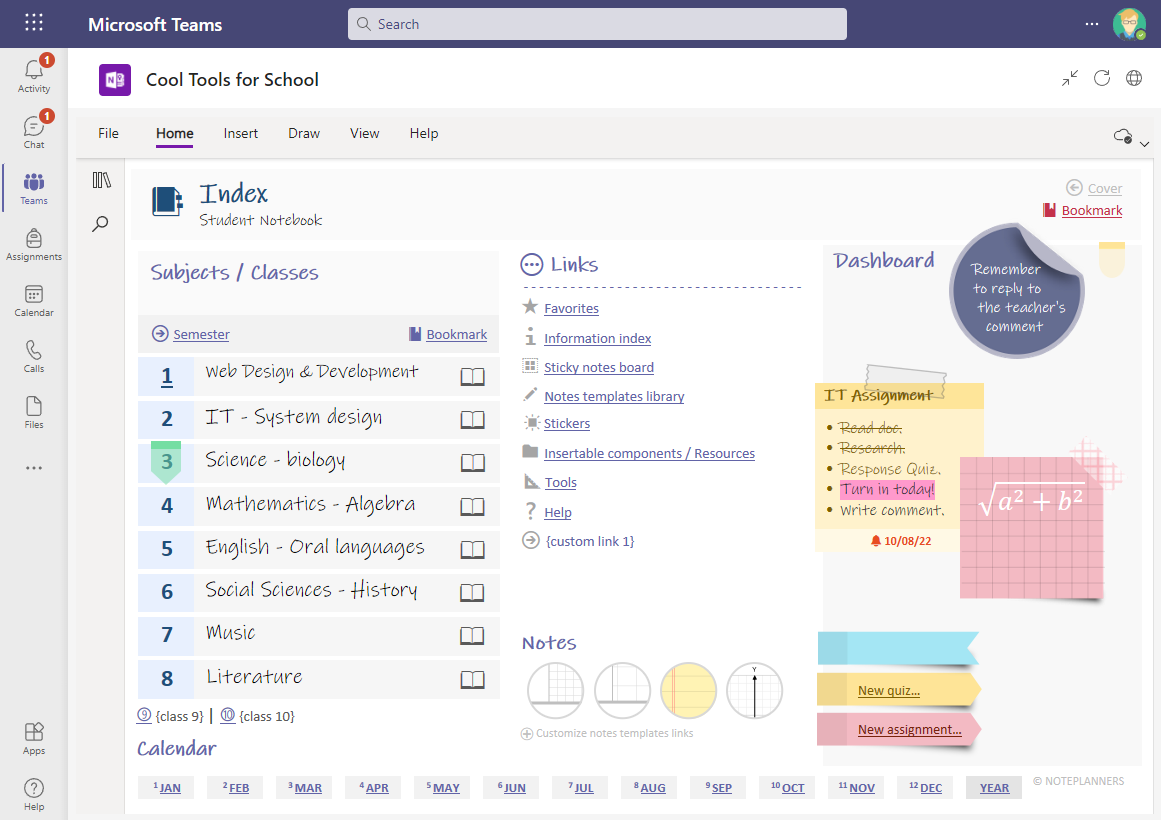 Microsoft Teams
Search
1
Activity
1
Chat
Teams
Assignments
Calendar
Calls
Files
Apps
Help
Cool Tools for School
File Home Insert Draw View Help
Index
Student Notebook
Cover
Bookmark
Subjects / Classes
Semester Bookmark
1 Web Design & Development
2 IT - System design
3 Science - biology
4 Mathematics - Algebra
5 English - Oral languages
6 Social Sciences - History
7 Music
8 Literature
9 {class 9} | 10 {class 10}
Links
Favorites
Information index
Sticky notes board
Notes templates library
Stickers
Insertable components / Resources
Tools
Help
{custom link 1}
Notes
Y
Customize notes templates links
Dashboard
Remember
to reply to
the teacher's
comment
IT Assignment
• Read doc.
• Research.
• Response Quiz.
• Turn in today!
• Write comment.
10/08/22
√a² + b²
New quiz...
New assignment...
Calendar
1 JAN 2 FEB 3 MAR 4 APR 5 MAY 6 JUN 7 JUL 8 AUG 9 SEP 10 OCT 11 NOV 12 DEC YEAR
© NOTEPLANNERS